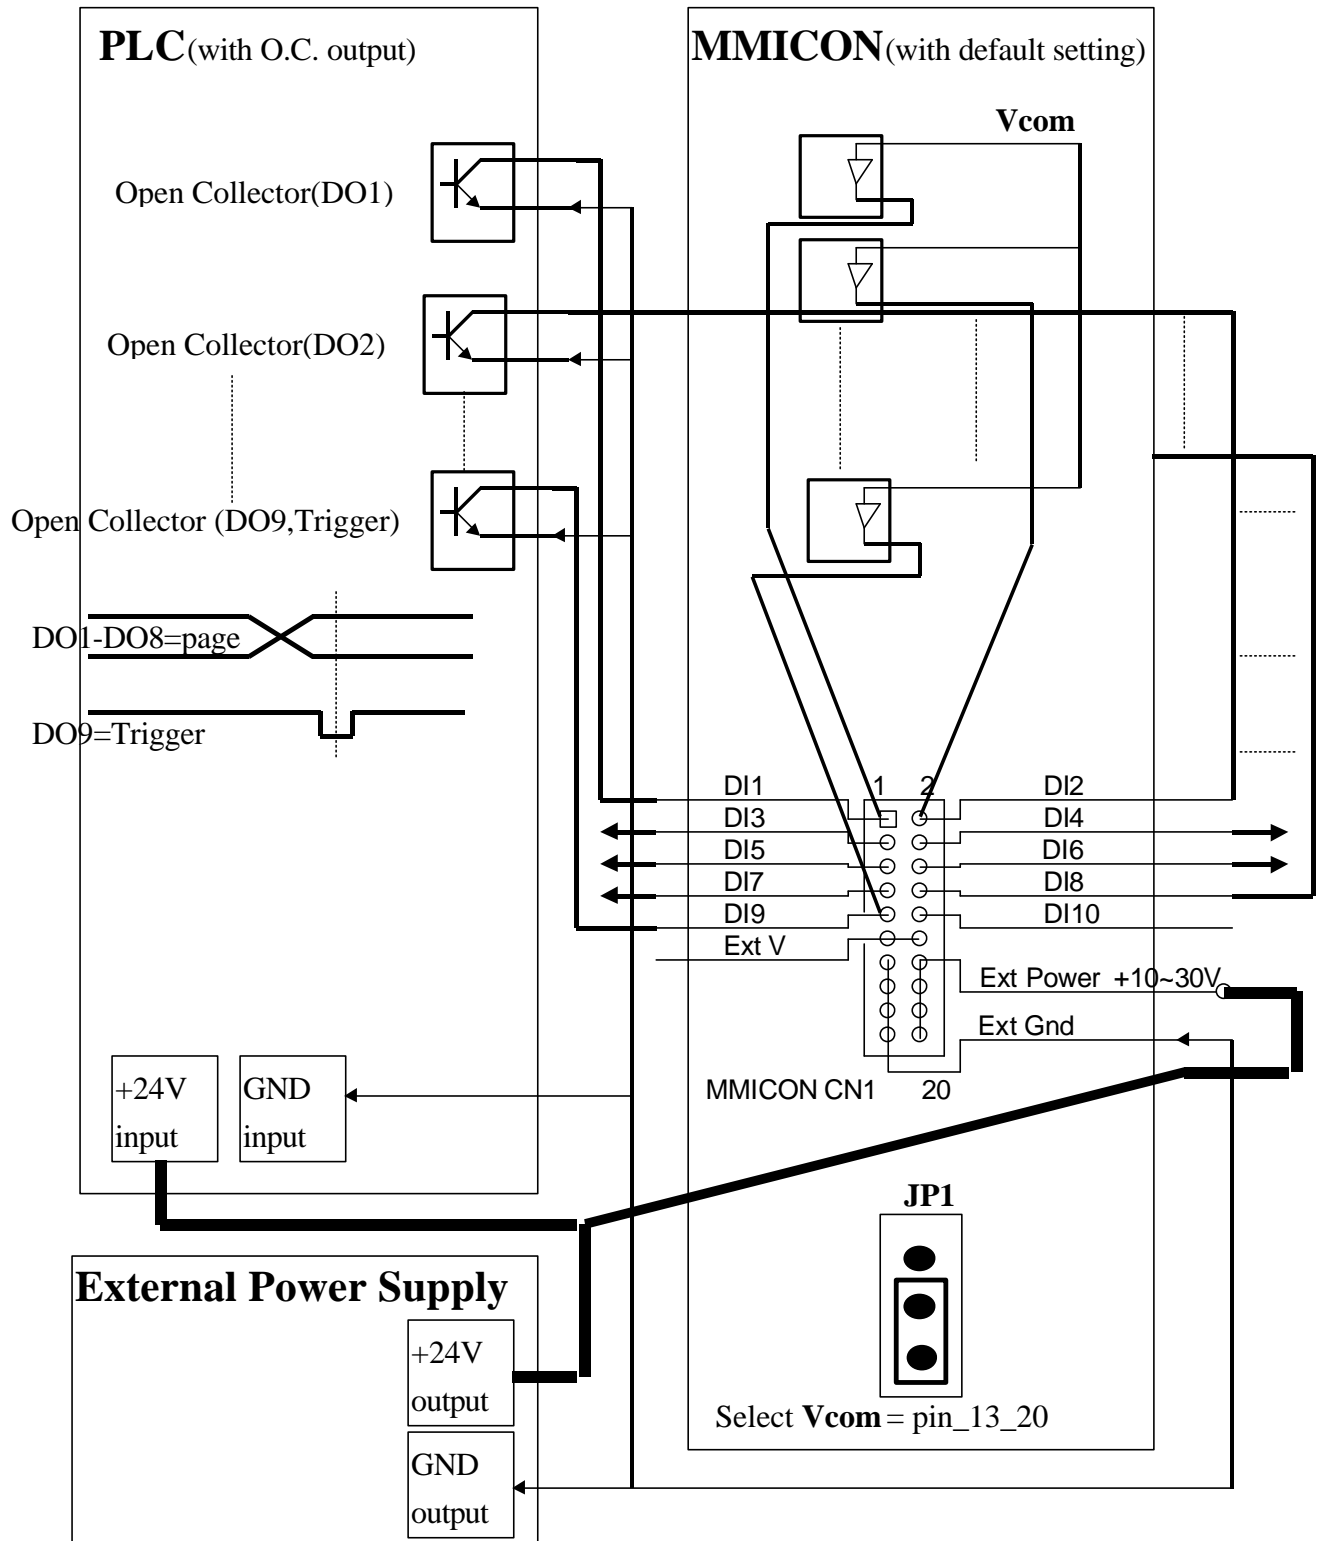 PLC(with O.C. output)
MMICON(with default setting)
Vcom
Open Collector(DO1)
Open Collector(DO2)
Open Collector (DO9,Trigger)
DO1-DO8=page
DO9=Trigger
DI1
1
2
DI2
DI3
DI4
DI5
DI6
DI7
DI8
DI9
DI10
Ext V
Ext Power +10~30V
Ext Gnd
MMICON CN1
20
+24V
input
GND
input
JP1
External Power Supply
+24V
output
Select Vcom = pin_13_20
GND
output